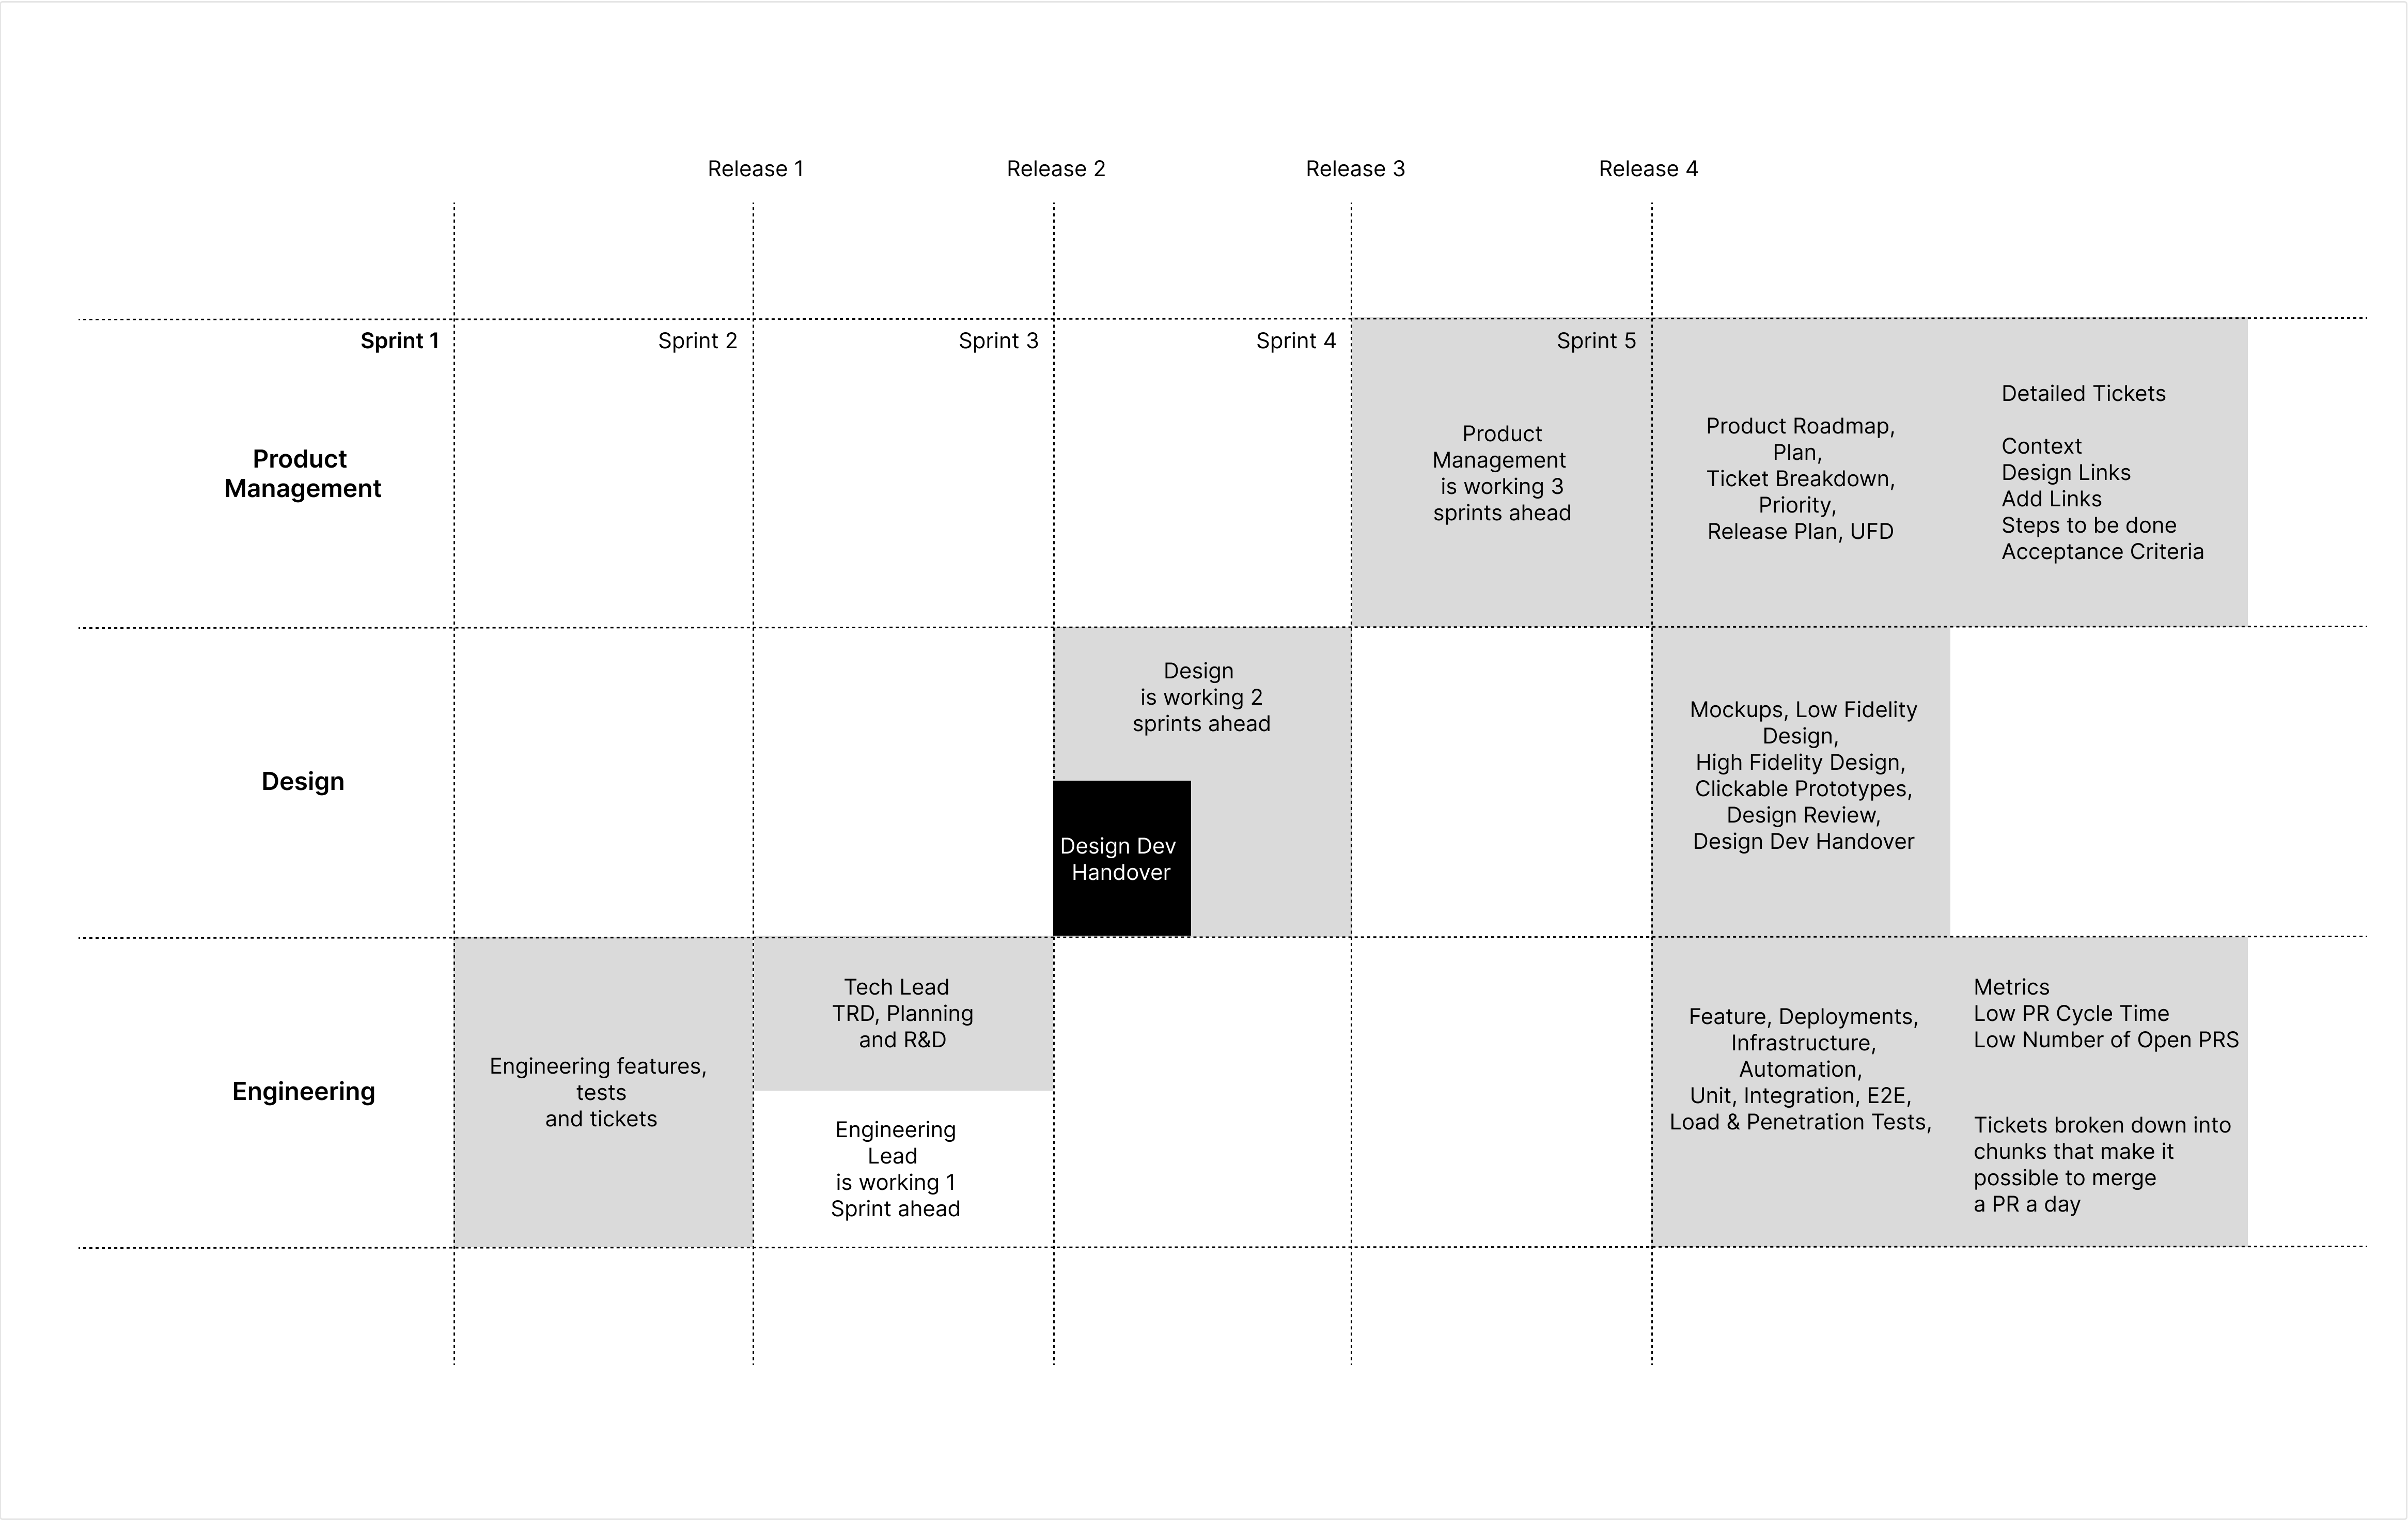 Release 1
Release 2
Release 3
Release 4
Sprint 1
Sprint 2
Sprint 3
Sprint 4
Sprint 5
Product
Management
Product
Management
is working 3
sprints ahead
Product Roadmap,
Plan,
Ticket Breakdown,
Priority,
Release Plan, UFD
Detailed Tickets
Context
Design Links
Add Links
Steps to be done
Acceptance Criteria
Design
Design
is working 2
sprints ahead
Design Dev
Handover
Mockups, Low Fidelity
Design,
High Fidelity Design,
Clickable Prototypes,
Design Review,
Design Dev Handover
Engineering
Engineering features,
tests
and tickets
Tech Lead
TRD, Planning
and R&D
Engineering
Lead
is working 1
Sprint ahead
Feature, Deployments,
Infrastructure,
Automation,
Unit, Integration, E2E,
Load & Penetration Tests,
Metrics
Low PR Cycle Time
Low Number of Open PRS
Tickets broken down into
chunks that make it
possible to merge
a PR a day